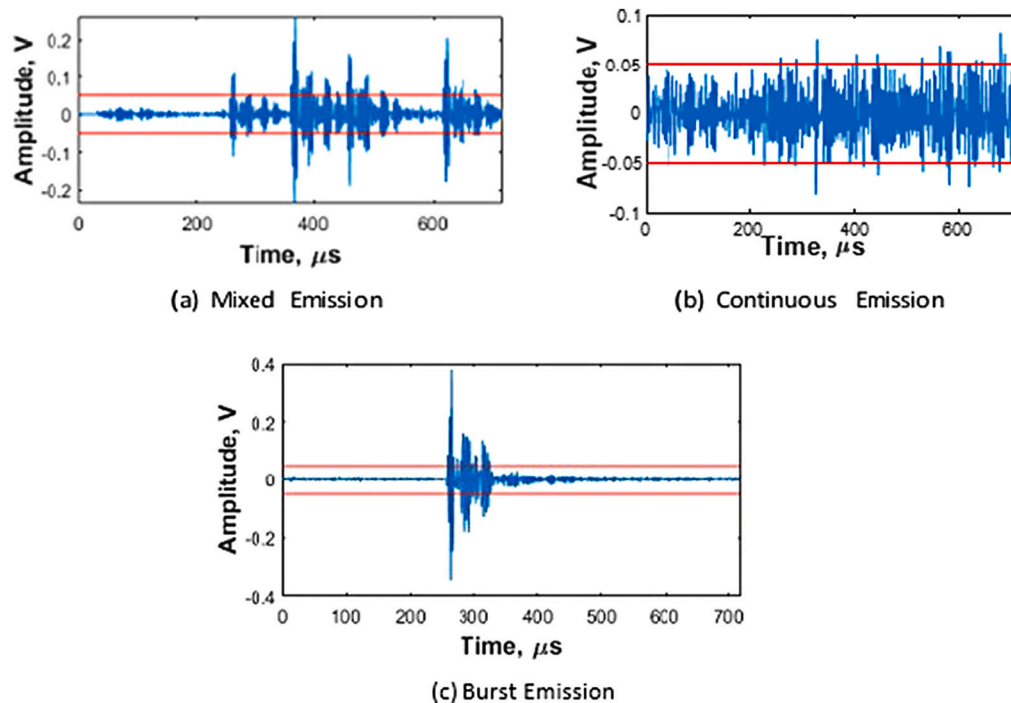 Amplitude, V
0.2
0.1
0
-0.1
-0.2
0 200 400 600
Time, μs
(a) Mixed Emission
Amplitude, V
0.1
0.05
0
-0.05
-0.1
0 200 400 600
Time, μs
(b) Continuous Emission
Amplitude, V
0.4
0.2
0
-0.2
-0.4
0 100 200 300 400 500 600 700
Time, μs
(c) Burst Emission